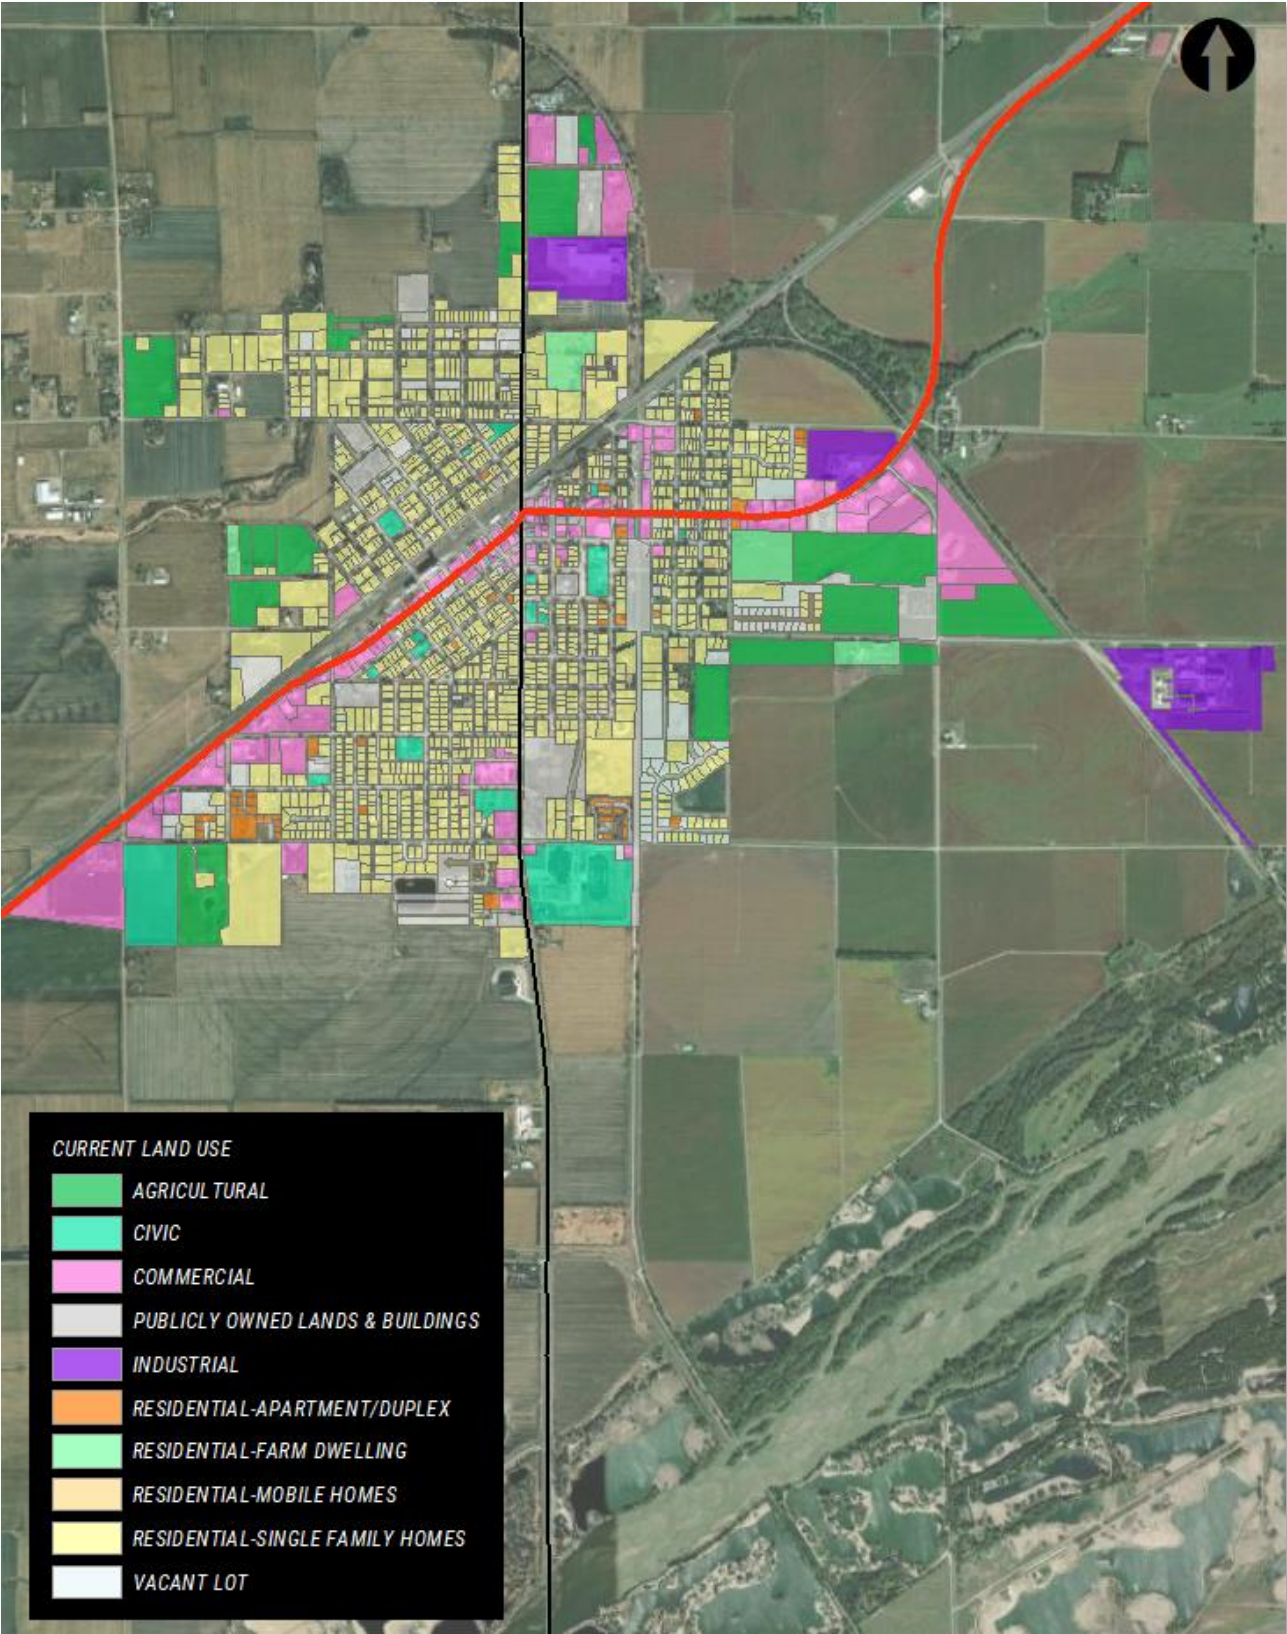 CURRENT LAND USE
AGRICULTURAL
CIVIC
COMMERCIAL
PUBLICLY OWNED LANDS & BUILDINGS
INDUSTRIAL
RESIDENTIAL-APARTMENT/DUPLEX
RESIDENTIAL-FARM DWELLING
RESIDENTIAL-MOBILE HOMES
RESIDENTIAL-SINGLE FAMILY HOMES
VACANT LOT